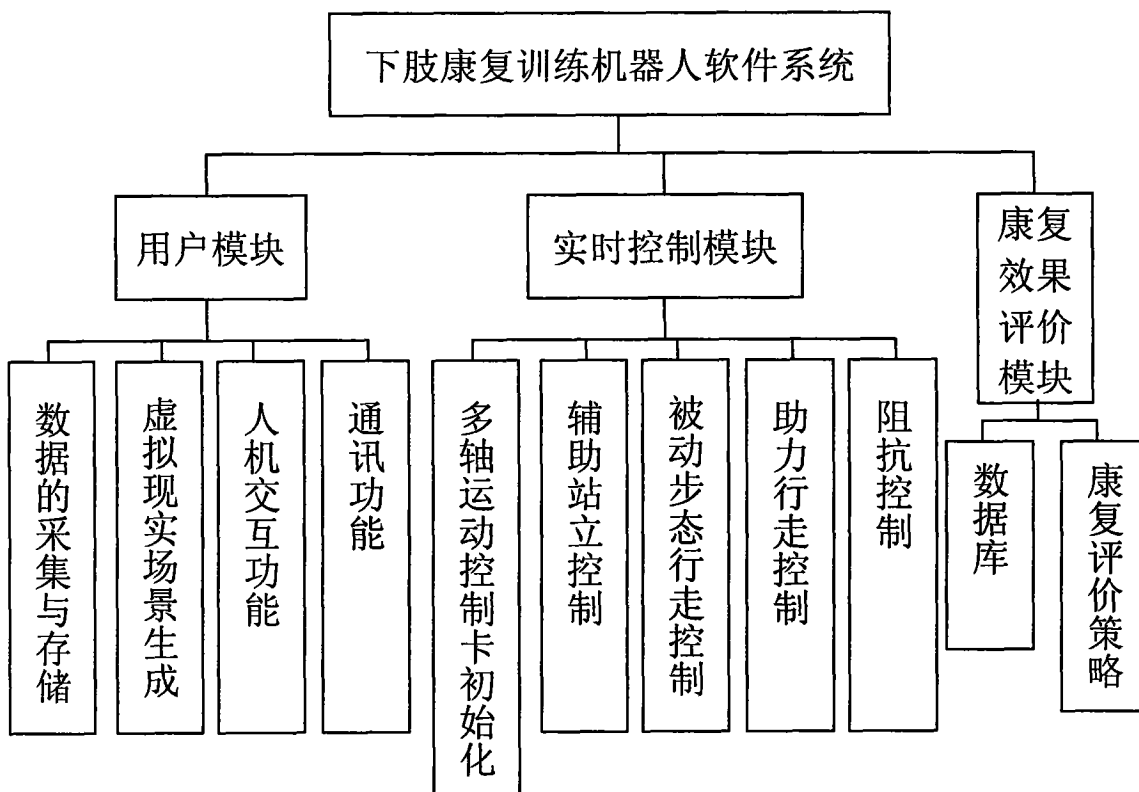 下肢康复训练机器人软件系统
用户模块
实时控制模块
康复
效果
评价
模块
数据的采集与存储
虚拟现实场景生成
人机交互功能
通讯功能
多轴运动控制卡初始化
辅助站立控制
被动步态行走控制
助力行走控制
阻抗控制
数据库
康复评价策略